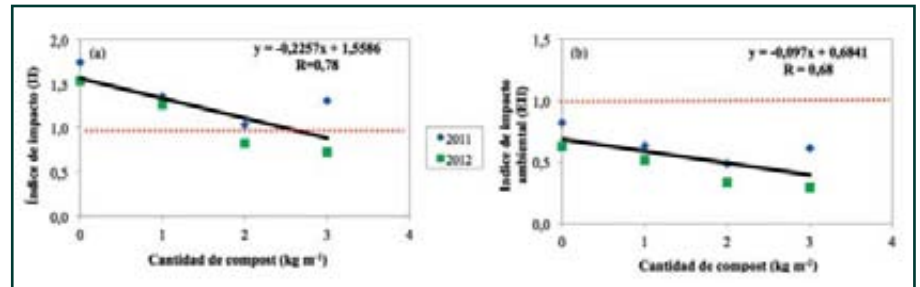 (a)
y = -0,2257x + 1,5586
R=0,78
Índice de impacto (II)
2,0
1,5
1,0
0,5
0,0
0
1
2
3
4
Cantidad de compost (kg m⁻²)
2011
2012
(b)
y = -0,097x + 0,6841
R = 0,68
Indice de impacto
ambiental (EII)
1,5
1,0
0,5
0,0
0
1
2
3
4
Cantidad de compost (kg m⁻²)